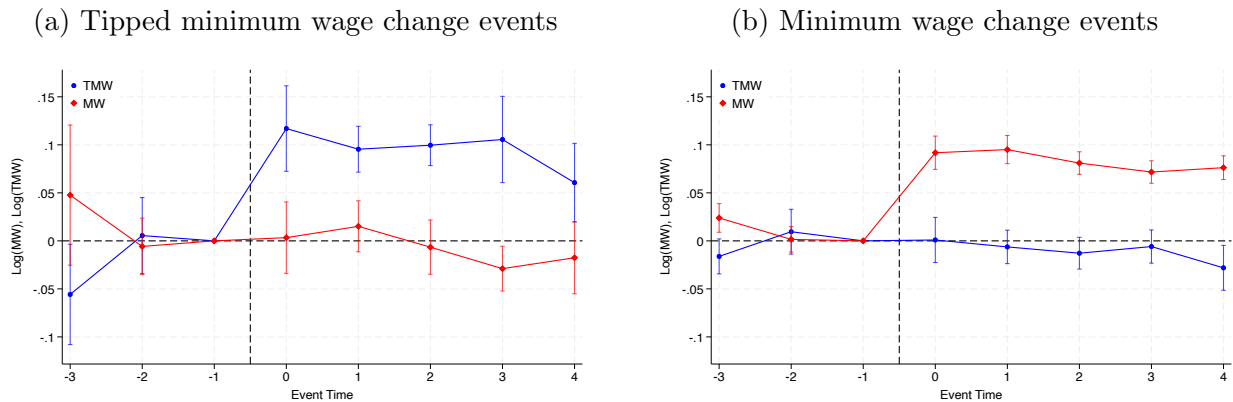 (a) Tipped minimum wage change events
TMW
MW
Log(MW), Log(TMW)
.15
.1
.05
0
-.05
-.1
-3 -2 -1 0 1 2 3 4
Event Time
(b) Minimum wage change events
TMW
MW
Log(MW), Log(TMW)
.15
.1
.05
0
-.05
-.1
-3 -2 -1 0 1 2 3 4
Event Time